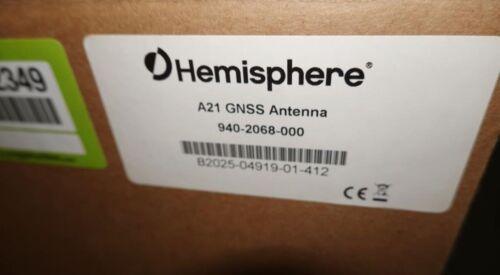 2349
Hemisphere®
A21 GNSS Antenna
940-2068-000
B2025-04919-01-412
CE